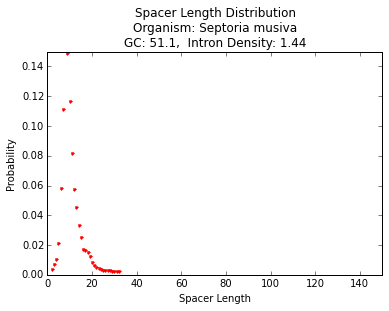 Spacer Length Distribution
Organism: Septoria musiva
GC: 51.1,  Intron Density: 1.44
0.14
0.12
0.10
0.08
0.06
0.04
0.02
0.00
Probability
0 20 40 60 80 100 120 140
Spacer Length